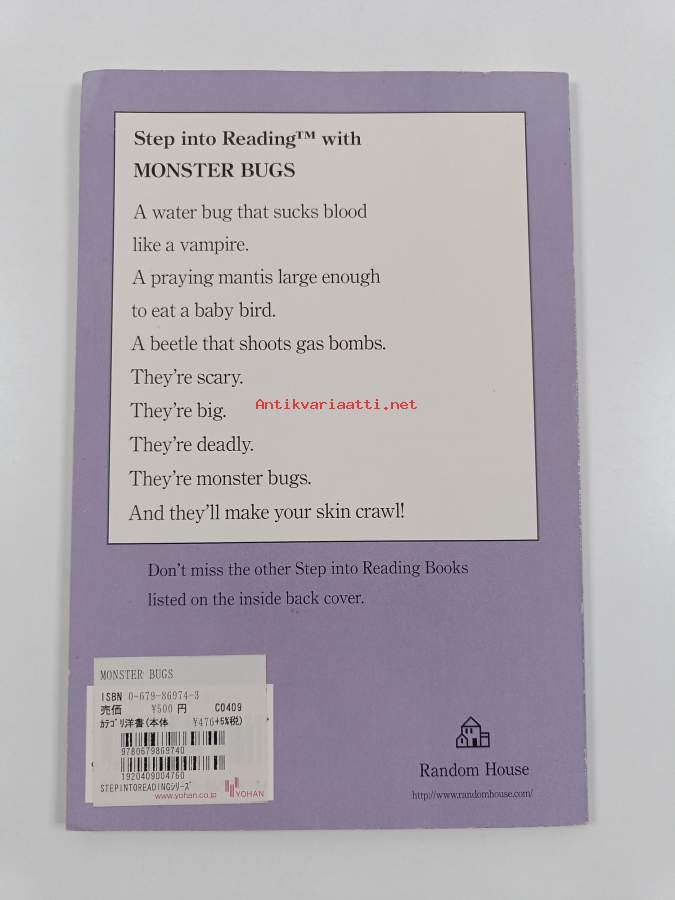 Step into Reading™ with
MONSTER BUGS
A water bug that sucks blood
like a vampire.
A praying mantis large enough
to eat a baby bird.
A beetle that shoots gas bombs.
They're scary.
They're big.
Antikvariaatti.net
They're deadly.
They're monster bugs.
And they'll make your skin crawl!
Don't miss the other Step into Reading Books
listed on the inside back cover.
MONSTER BUGS
ISBN 0-679-86974-3
売価 ¥500円 C0409
ｶﾃｺﾞﾘ洋書(本体 ¥476+5%税)
9780679869740
1920409004760
STEPINTOREADINGｼﾘｰｽﾞ
www.yohan.co.jp YOHAN
Random House
http://www.randomhouse.com/